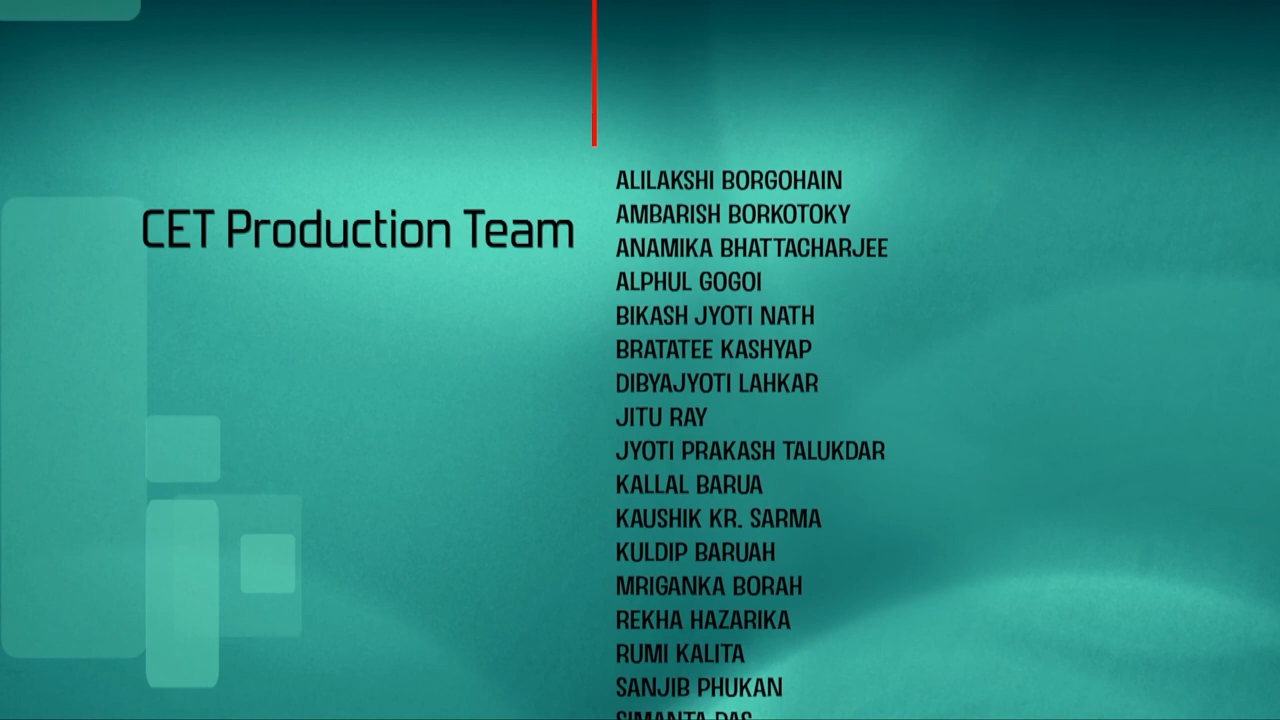 CET Production Team
ALILAKSHI BORGOHAIN
AMBARISH BORKOTOKY
ANAMIKA BHATTACHARJEE
ALPHUL GOGOI
BIKASH JYOTI NATH
BRATATEE KASHYAP
DIBYAJYOTI LAHKAR
JITU RAY
JYOTI PRAKASH TALUKDAR
KALLAL BARUA
KAUSHIK KR. SARMA
KULDIP BARUAH
MRIGANKA BORAH
REKHA HAZARIKA
RUMI KALITA
SANJIB PHUKAN
SIMANTA DAS